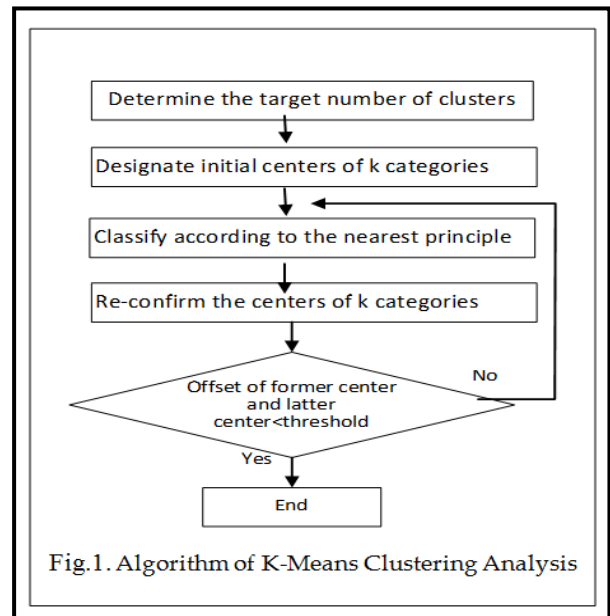 Determine the target number of clusters
Designate initial centers of k categories
Classify according to the nearest principle
Re-confirm the centers of k categories
Offset of former center
and latter
center<threshold
No
Yes
End
Fig.1. Algorithm of K-Means Clustering Analysis